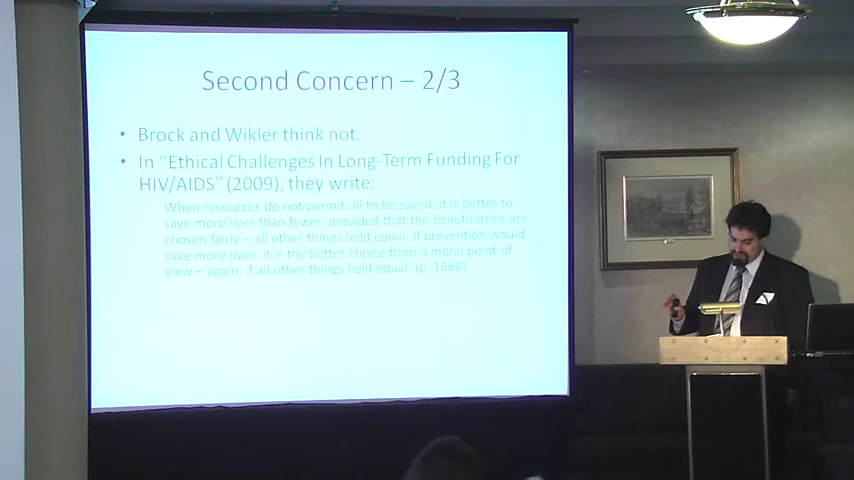 Second Concern – 2/3
• Brock and Wikler think not.
• In “Ethical Challenges In Long-Term Funding For
HIV/AIDS” (2009), they write:
When resources do not permit all to be saved, it is better to
save more lives than fewer, provided that the beneficiaries are
chosen fairly – all other things held equal. If prevention would
save more lives, it is the better choice from a moral point of
view – again, if all other things held equal. (p. 1668).